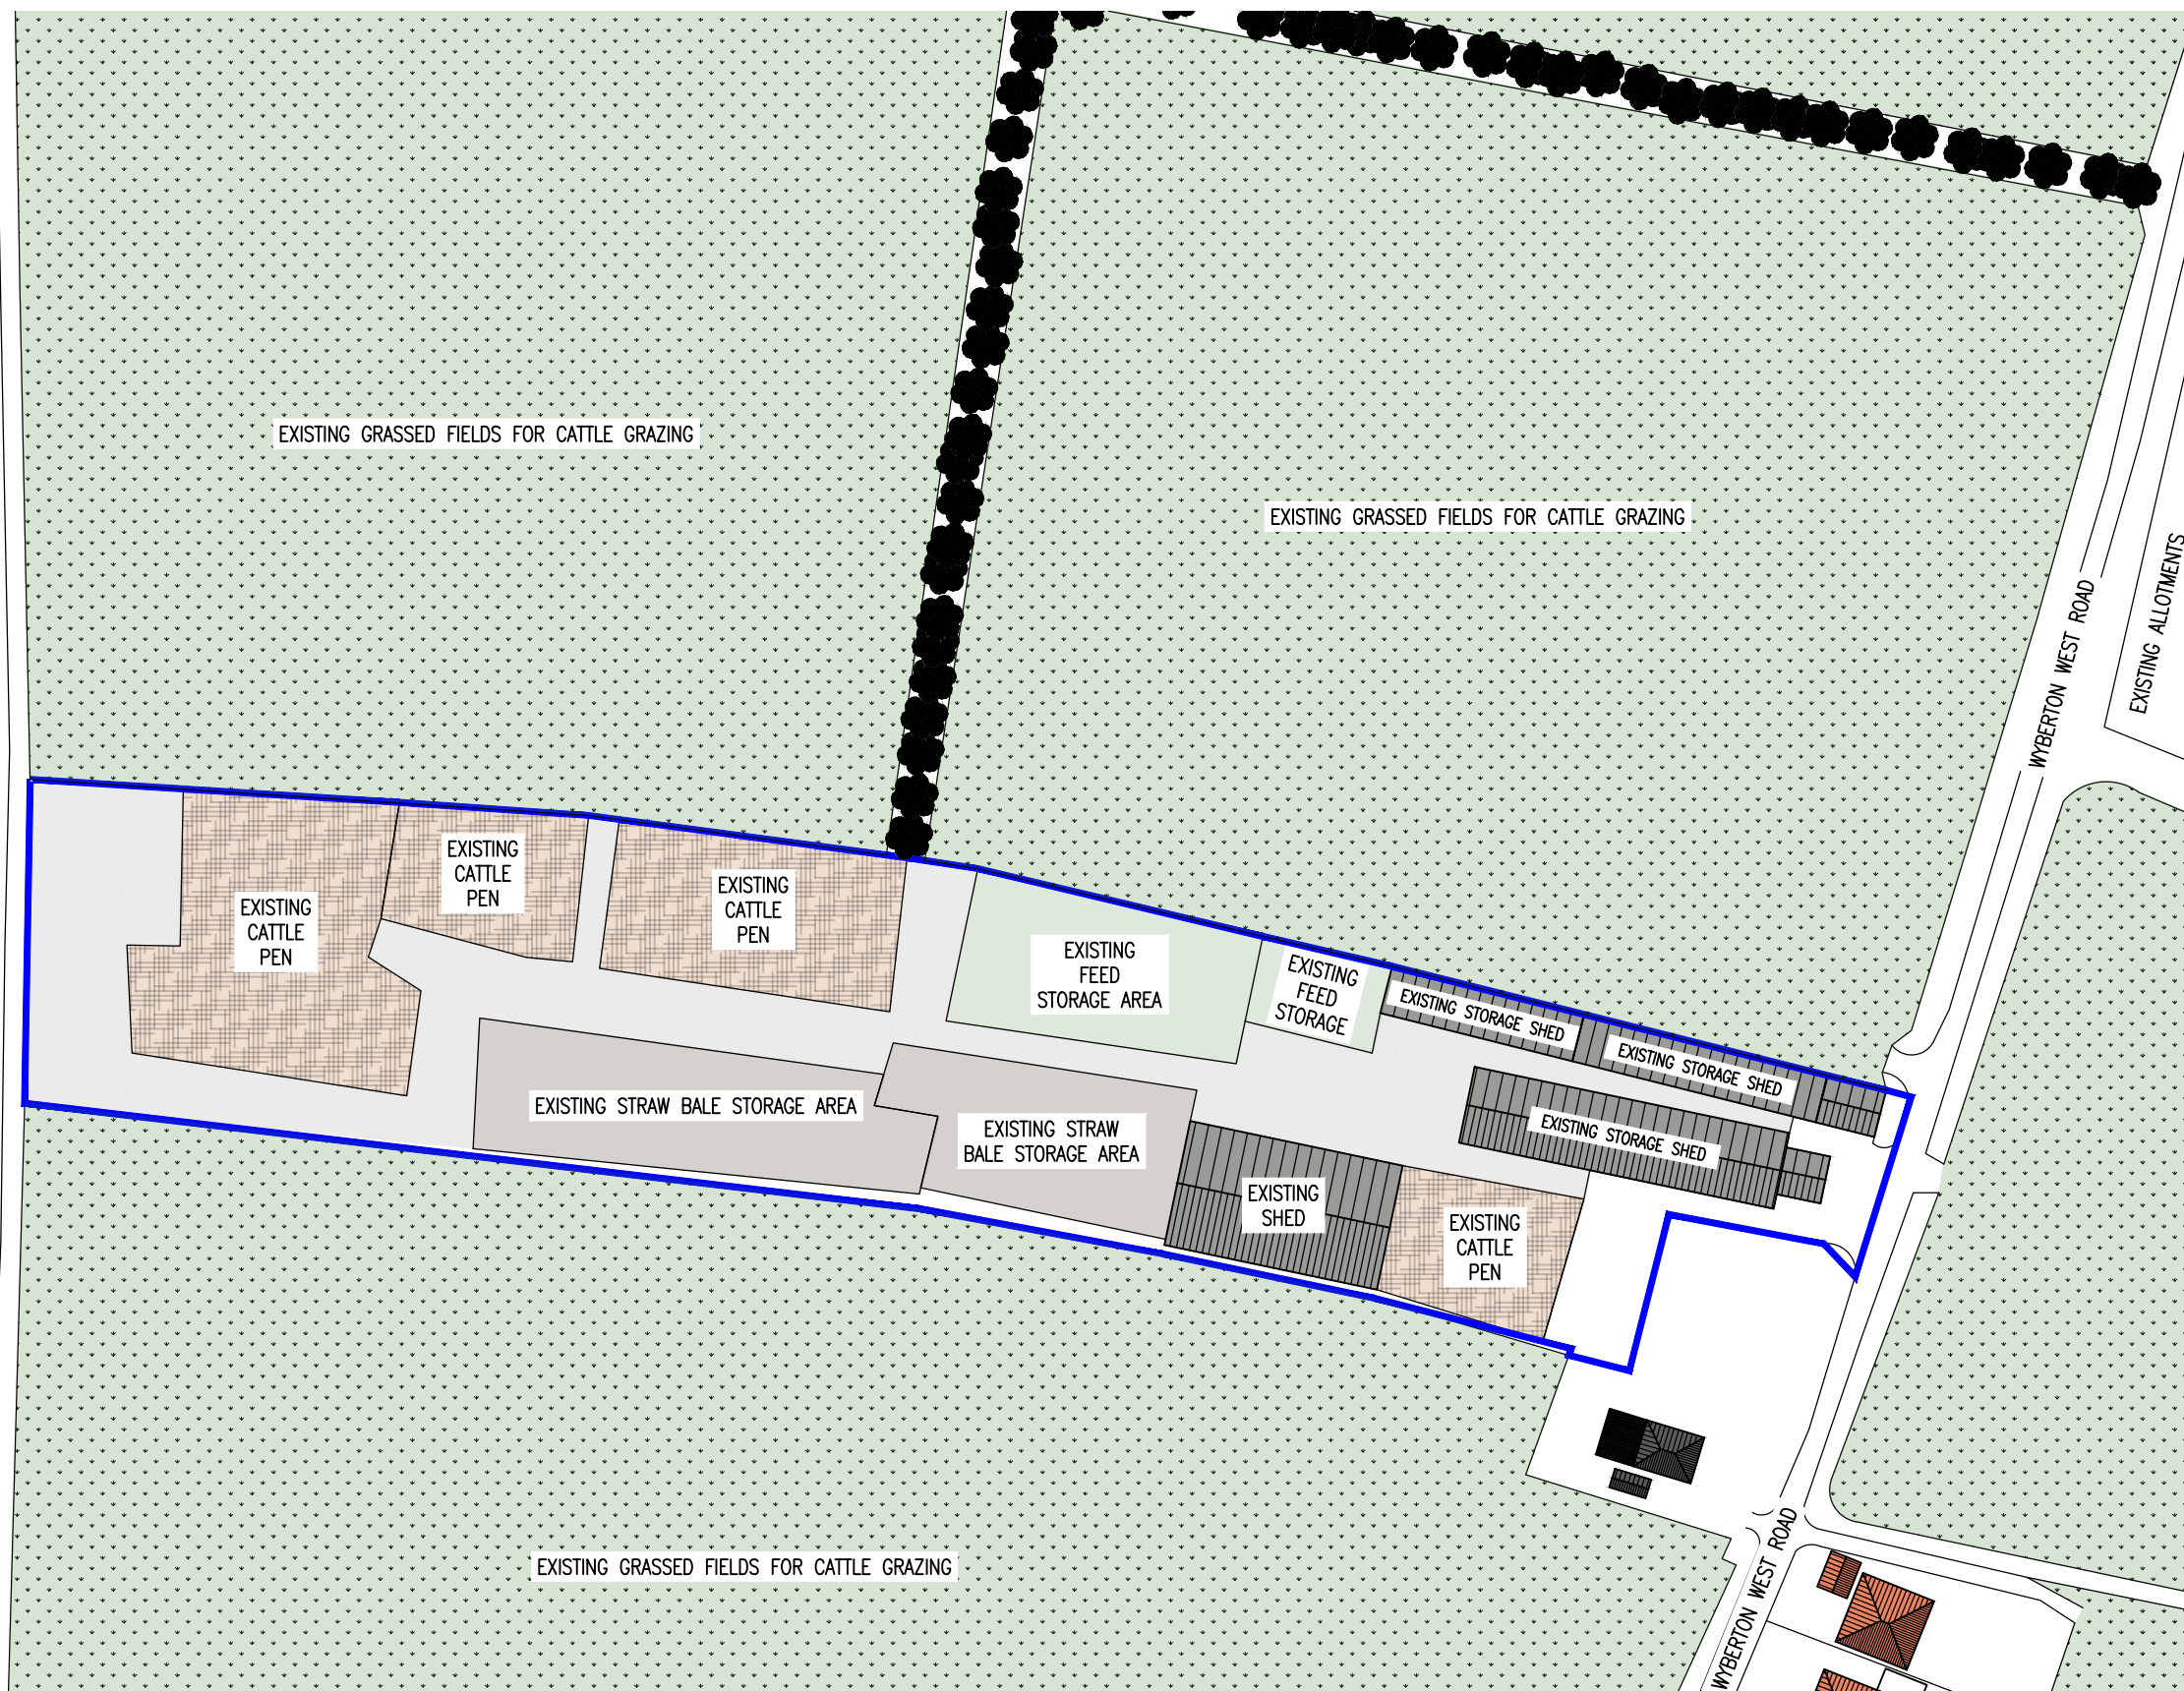 EXISTING GRASSED FIELDS FOR CATTLE GRAZING
EXISTING GRASSED FIELDS FOR CATTLE GRAZING
EXISTING ALLOTMENTS
WYBERTON WEST ROAD
EXISTING
CATTLE
PEN
EXISTING
CATTLE
PEN
EXISTING
CATTLE
PEN
EXISTING
FEED
STORAGE AREA
EXISTING
FEED
STORAGE
EXISTING STORAGE SHED
EXISTING STORAGE SHED
EXISTING STORAGE SHED
EXISTING STRAW BALE STORAGE AREA
EXISTING STRAW
BALE STORAGE AREA
EXISTING
SHED
EXISTING
CATTLE
PEN
EXISTING GRASSED FIELDS FOR CATTLE GRAZING
WYBERTON WEST ROAD